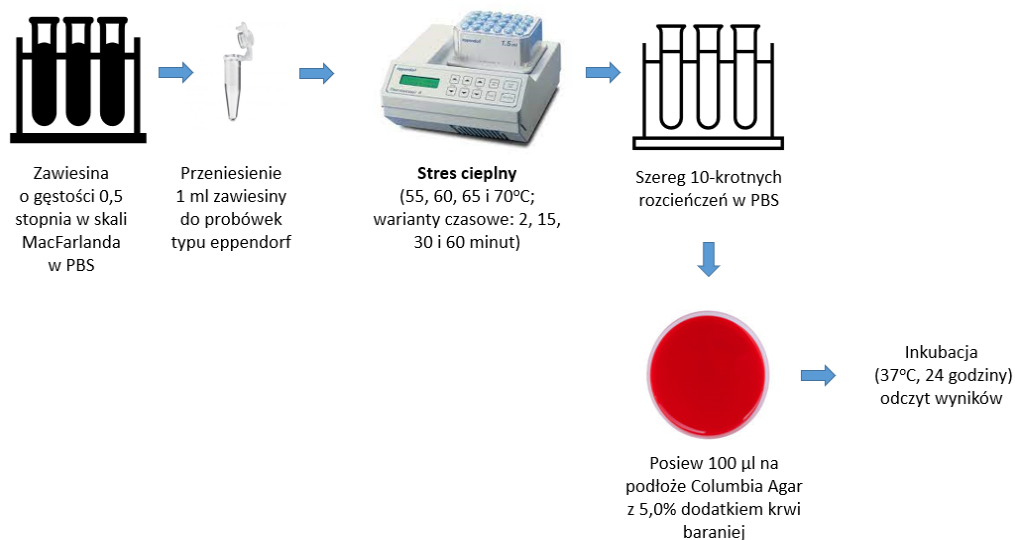 Zawiesina
o gęstości 0,5
stopnia w skali
MacFarlanda
w PBS
Przeniesienie
1 ml zawiesiny
do probówek
typu eppendorf
Stres cieplny
(55, 60, 65 i 70°C;
warianty czasowe: 2, 15,
30 i 60 minut)
Szereg 10-krotnych
rozcieńczeń w PBS
Posiew 100 µl na
podłoże Columbia Agar
z 5,0% dodatkiem krwi
baraniej
Inkubacja
(37°C, 24 godziny)
odczyt wyników